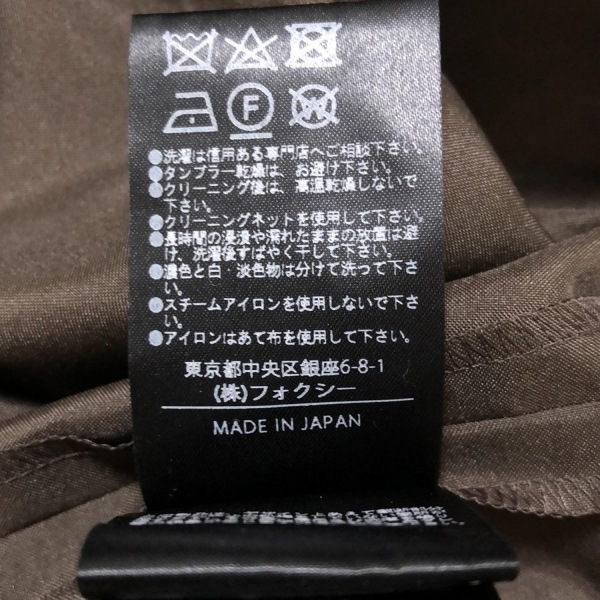 F
W
●洗濯は信用ある専門店へご相談下さい。
●タンブラー乾燥は、お避け下さい。
●クリーニング後は、高温乾燥しないで
下さい。
●クリーニングネットを使用して下さい。
●長時間の浸漬や濡れたままの放置は避
け、洗濯後すばやく干して下さい。
●濃色と白・淡色物は分けて洗って下さ
い。
●スチームアイロンを使用しないで下さ
い。
●アイロンはあて布を使用して下さい。
東京都中央区銀座6-8-1
(株)フォクシー
MADE IN JAPAN